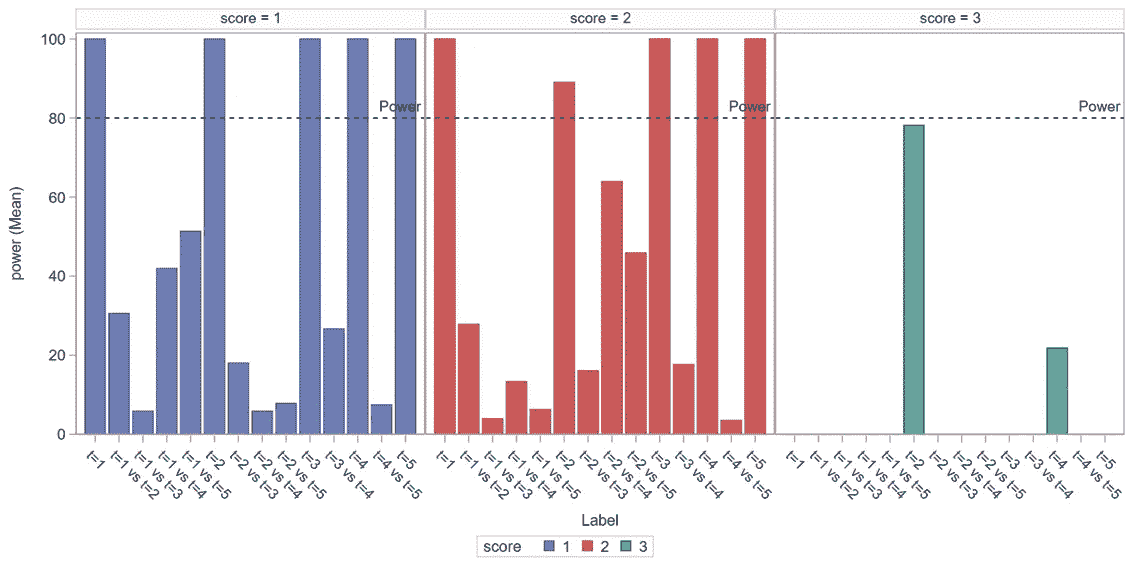 score = 1
score = 2
score = 3
power (Mean)
100
80
60
40
20
0
Power
Power
Power
t=1
t=1 vs t=2
t=1 vs t=3
t=1 vs t=4
t=1 vs t=5
t=2
t=2 vs t=3
t=2 vs t=4
t=2 vs t=5
t=3
t=3 vs t=4
t=4
t=4 vs t=5
t=5
t=1
t=1 vs t=2
t=1 vs t=3
t=1 vs t=4
t=1 vs t=5
t=2
t=2 vs t=3
t=2 vs t=4
t=2 vs t=5
t=3
t=3 vs t=4
t=4
t=4 vs t=5
t=5
t=1
t=1 vs t=2
t=1 vs t=3
t=1 vs t=4
t=1 vs t=5
t=2
t=2 vs t=3
t=2 vs t=4
t=2 vs t=5
t=3
t=3 vs t=4
t=4
t=4 vs t=5
t=5
Label
score 1 2 3